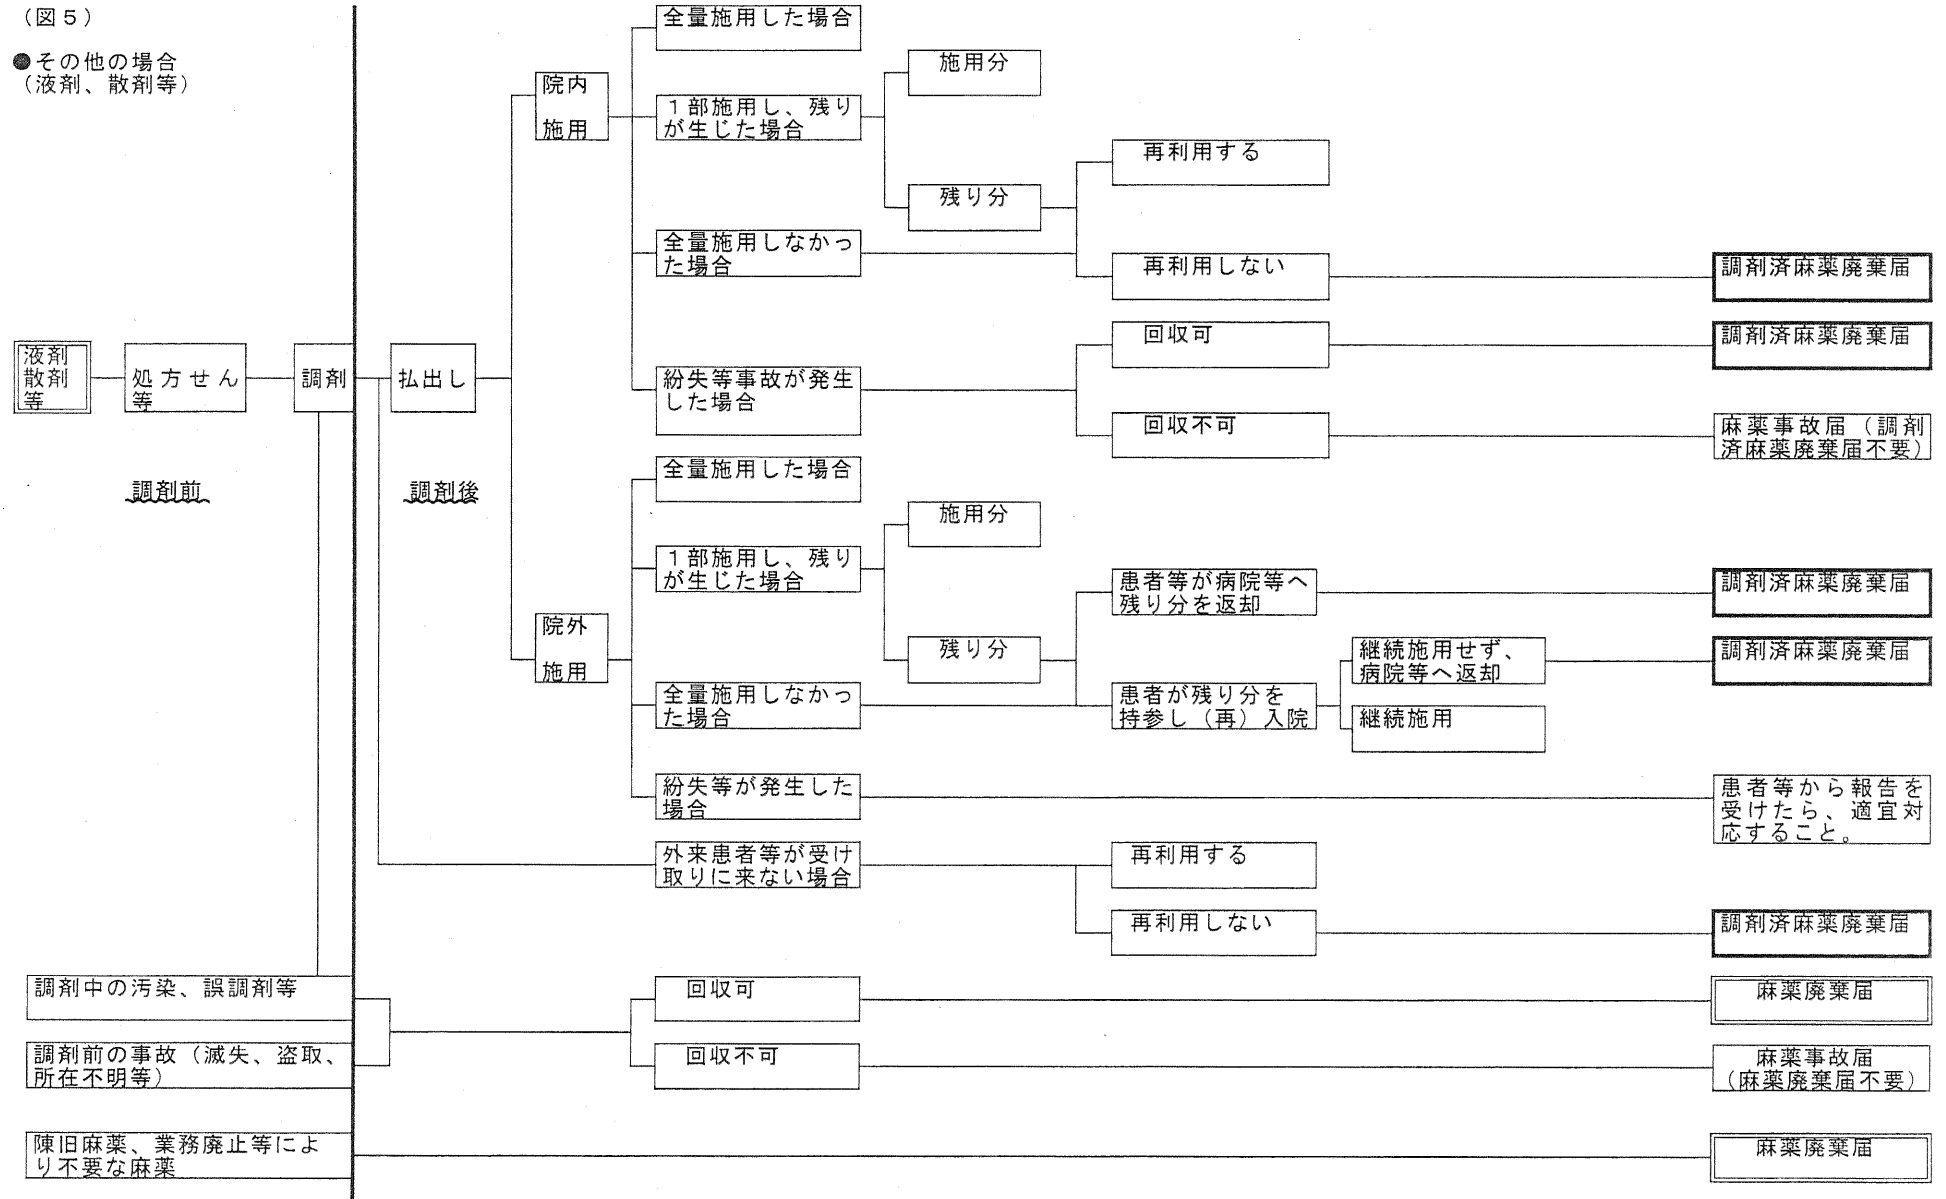 （図５）
●その他の場合
（液剤、散剤等）
液剤
散剤
等
処方せん
等
調剤
払出し
調剤前
調剤後
院内
施用
全量施用した場合
１部施用し、残り
が生じた場合
施用分
残り分
再利用する
全量施用しなかっ
た場合
再利用しない
調剤済麻薬廃棄届
紛失等事故が発生
した場合
回収可
調剤済麻薬廃棄届
回収不可
麻薬事故届（調剤
済麻薬廃棄届不要）
院外
施用
全量施用した場合
１部施用し、残り
が生じた場合
施用分
残り分
患者等が病院等へ
残り分を返却
調剤済麻薬廃棄届
全量施用しなかっ
た場合
患者が残り分を
持参し（再）入院
継続施用せず、
病院等へ返却
調剤済麻薬廃棄届
継続施用
紛失等が発生した
場合
患者等から報告を
受けたら、適宜対
応すること。
外来患者等が受け
取りに来ない場合
再利用する
再利用しない
調剤済麻薬廃棄届
調剤中の汚染、誤調剤等
調剤前の事故（滅失、盗取、
所在不明等）
回収可
麻薬廃棄届
回収不可
麻薬事故届
（麻薬廃棄届不要）
陳旧麻薬、業務廃止等によ
り不要な麻薬
麻薬廃棄届